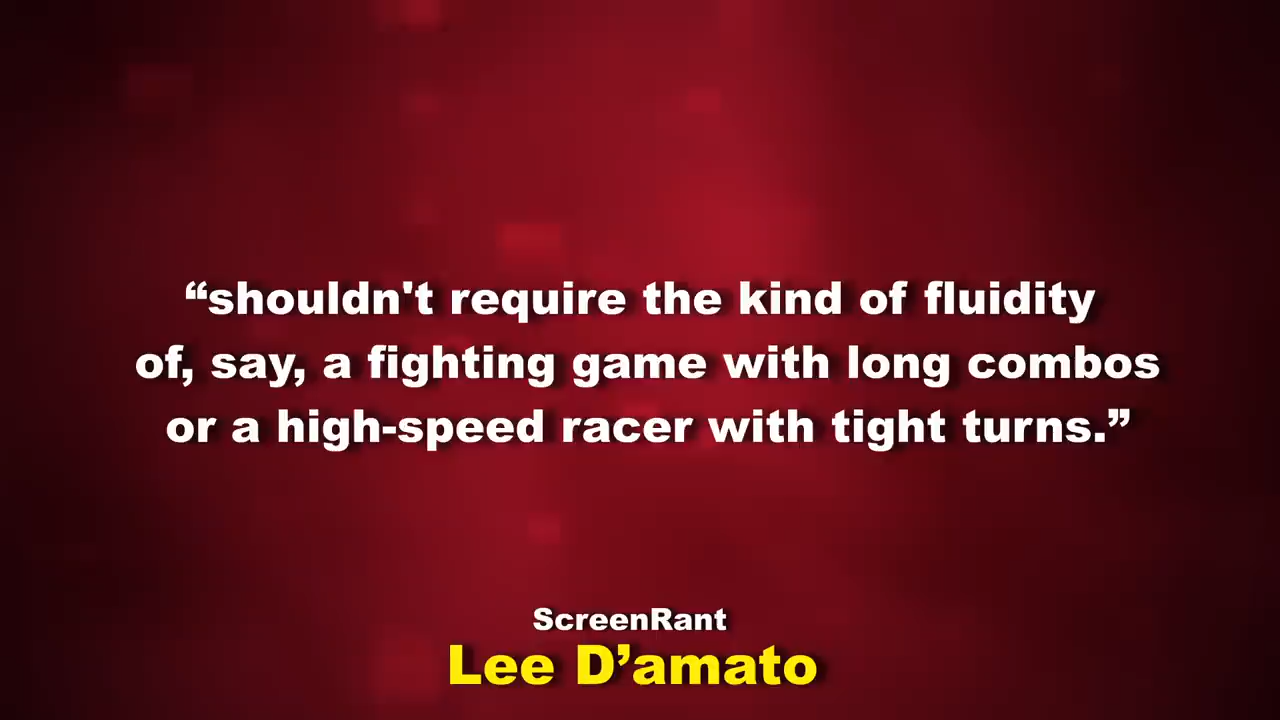 “shouldn't require the kind of fluidity
of, say, a fighting game with long combos
or a high-speed racer with tight turns.”
ScreenRant
Lee D’amato